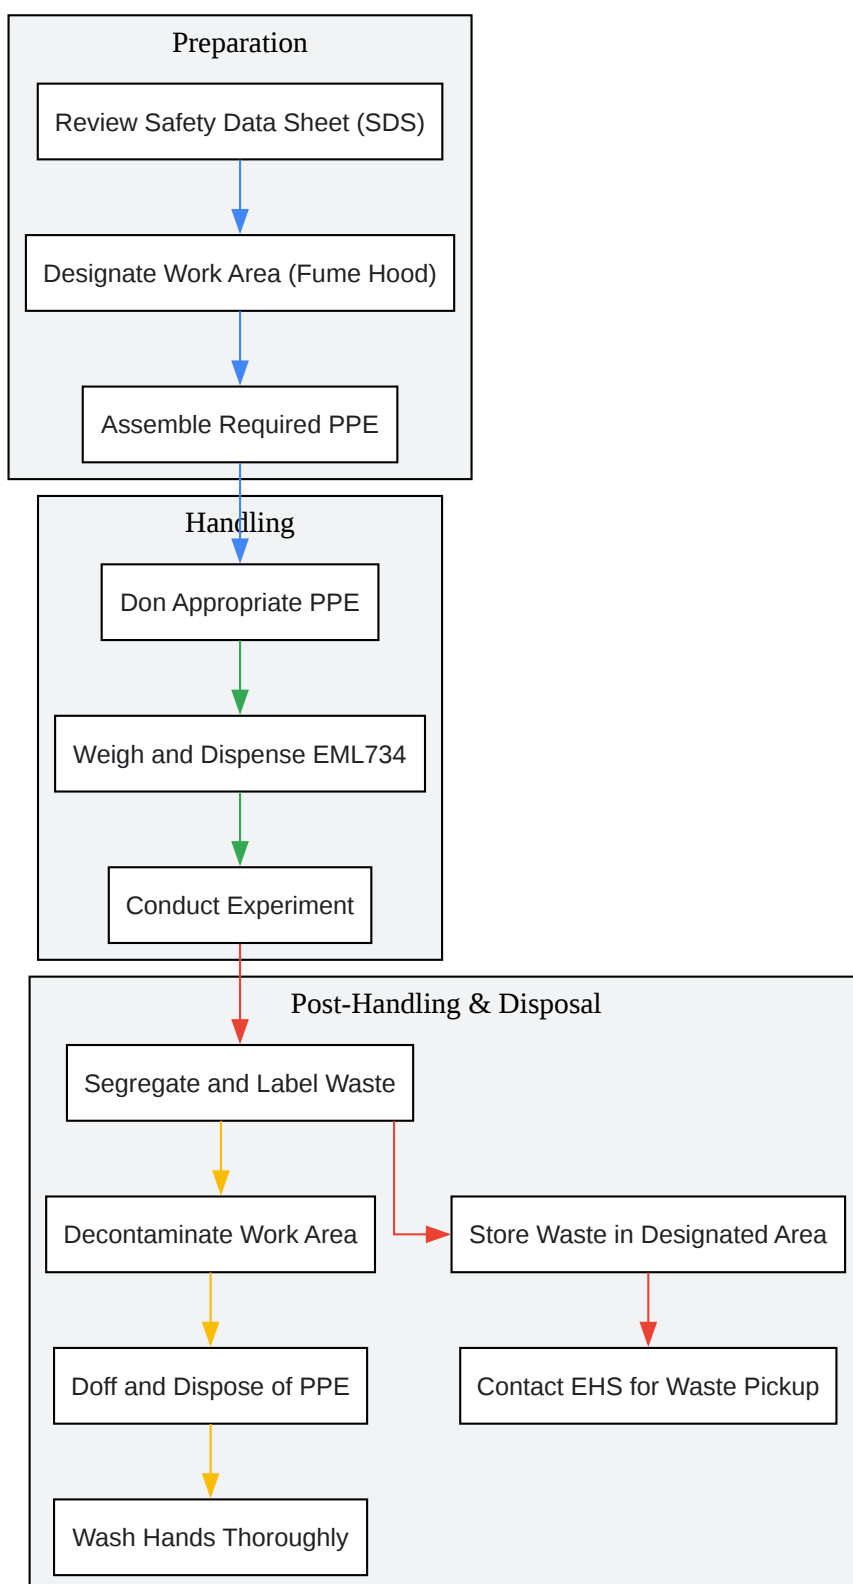 Preparation
Review Safety Data Sheet (SDS)
Designate Work Area (Fume Hood)
Assemble Required PPE
Handling
Don Appropriate PPE
Weigh and Dispense EML734
Conduct Experiment
Post-Handling & Disposal
Segregate and Label Waste
Decontaminate Work Area
Store Waste in Designated Area
Doff and Dispose of PPE
Contact EHS for Waste Pickup
Wash Hands Thoroughly